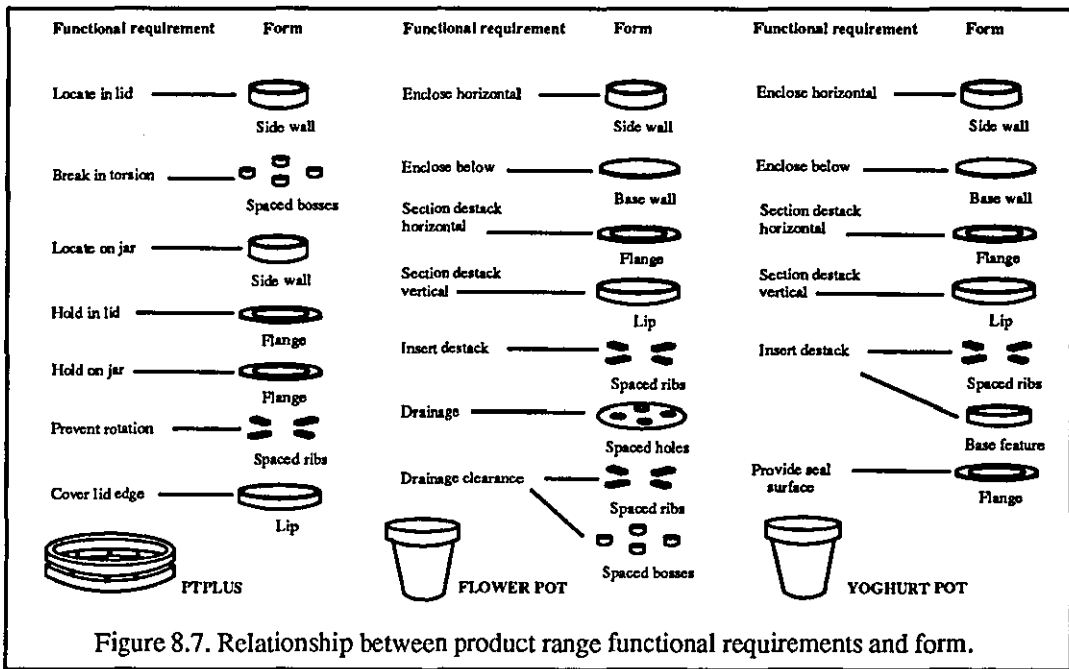 Functional requirement Form
Locate in lid
Side wall
Break in torsion
Spaced bosses
Locate on jar
Side wall
Hold in lid
Flange
Hold on jar
Flange
Prevent rotation
Spaced ribs
Cover lid edge
Lip
PTPLUS
Functional requirement Form
Enclose horizontal
Side wall
Enclose below
Base wall
Section destack
horizontal
Flange
Section destack
vertical
Lip
Insert destack
Spaced ribs
Drainage
Spaced holes
Drainage clearance
Spaced ribs
Spaced bosses
FLOWER POT
Functional requirement Form
Enclose horizontal
Side wall
Enclose below
Base wall
Section destack
horizontal
Flange
Section destack
vertical
Lip
Insert destack
Spaced ribs
Base feature
Provide seal
surface
Flange
YOGHURT POT
Figure 8.7. Relationship between product range functional requirements and form.